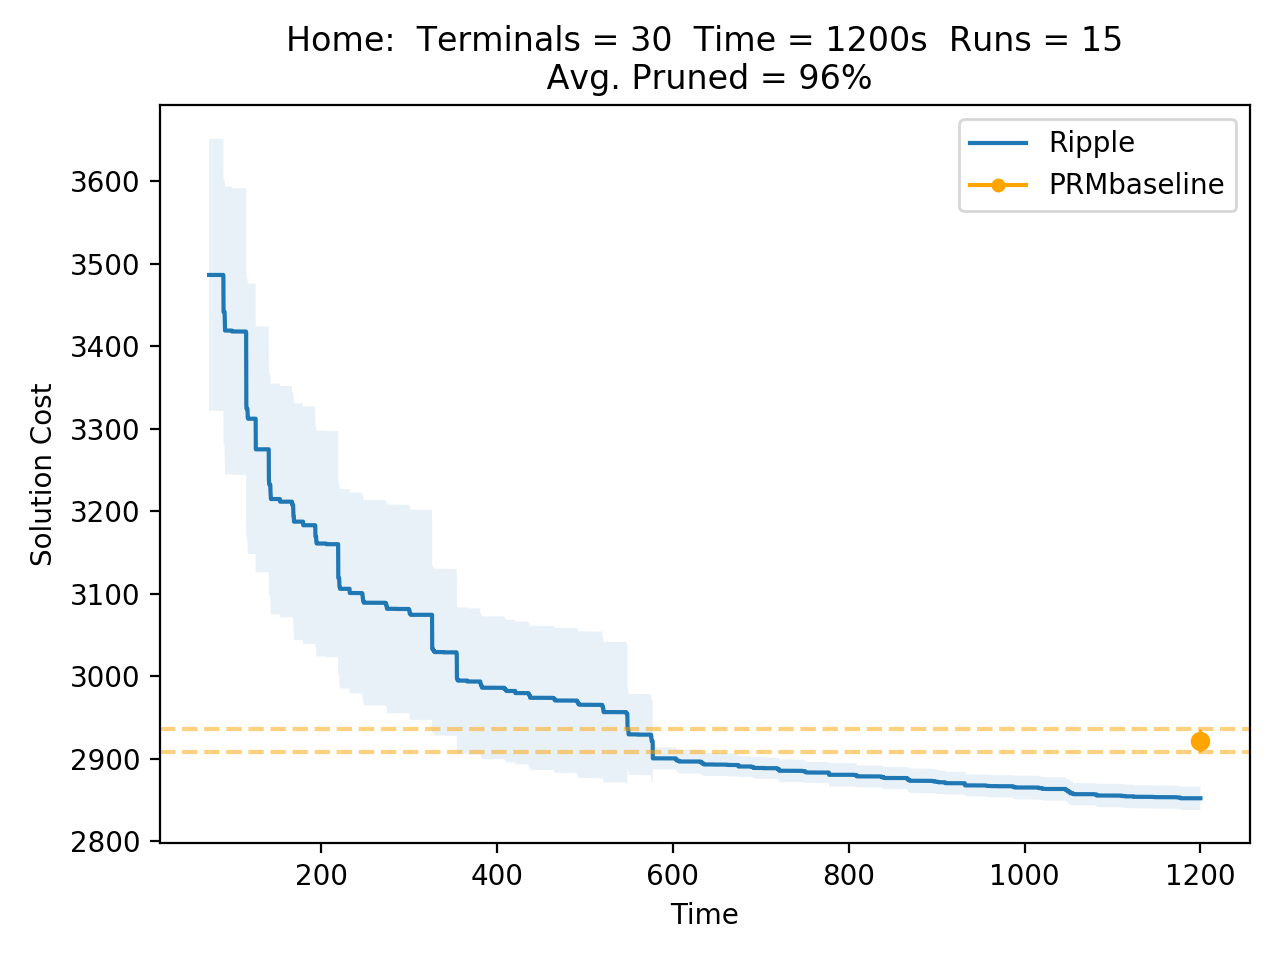 Home:  Terminals = 30  Time = 1200s  Runs = 15
Avg. Pruned = 96%
Ripple
PRMbaseline
3600
3500
3400
3300
3200
3100
3000
2900
2800
Solution Cost
200 400 600 800 1000 1200
Time